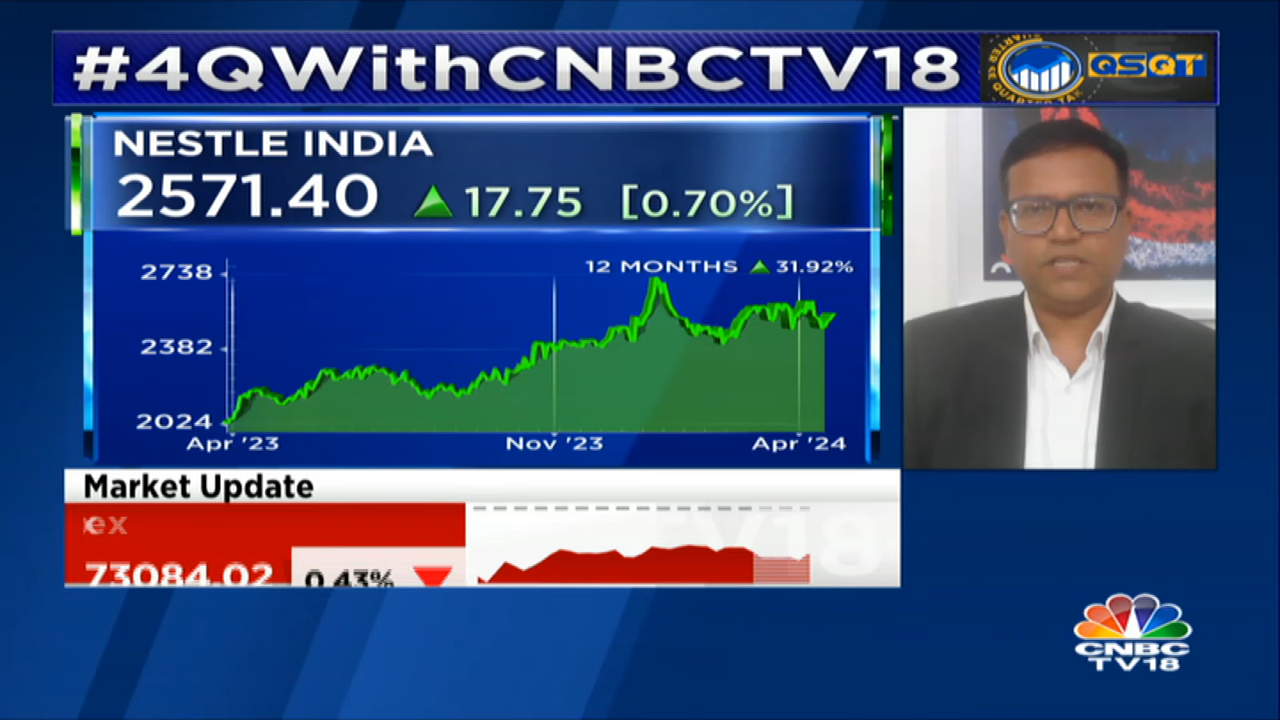 #4QWithCNBCTV18
QSQT
NESTLE INDIA
2571.40 ▲ 17.75 [0.70%]
12 MONTHS ▲ 31.92%
2738
2382
2024
Apr '23 Nov '23 Apr '24
Market Update
73084.02 0.43% ▼
TV18
CNBC
TV18